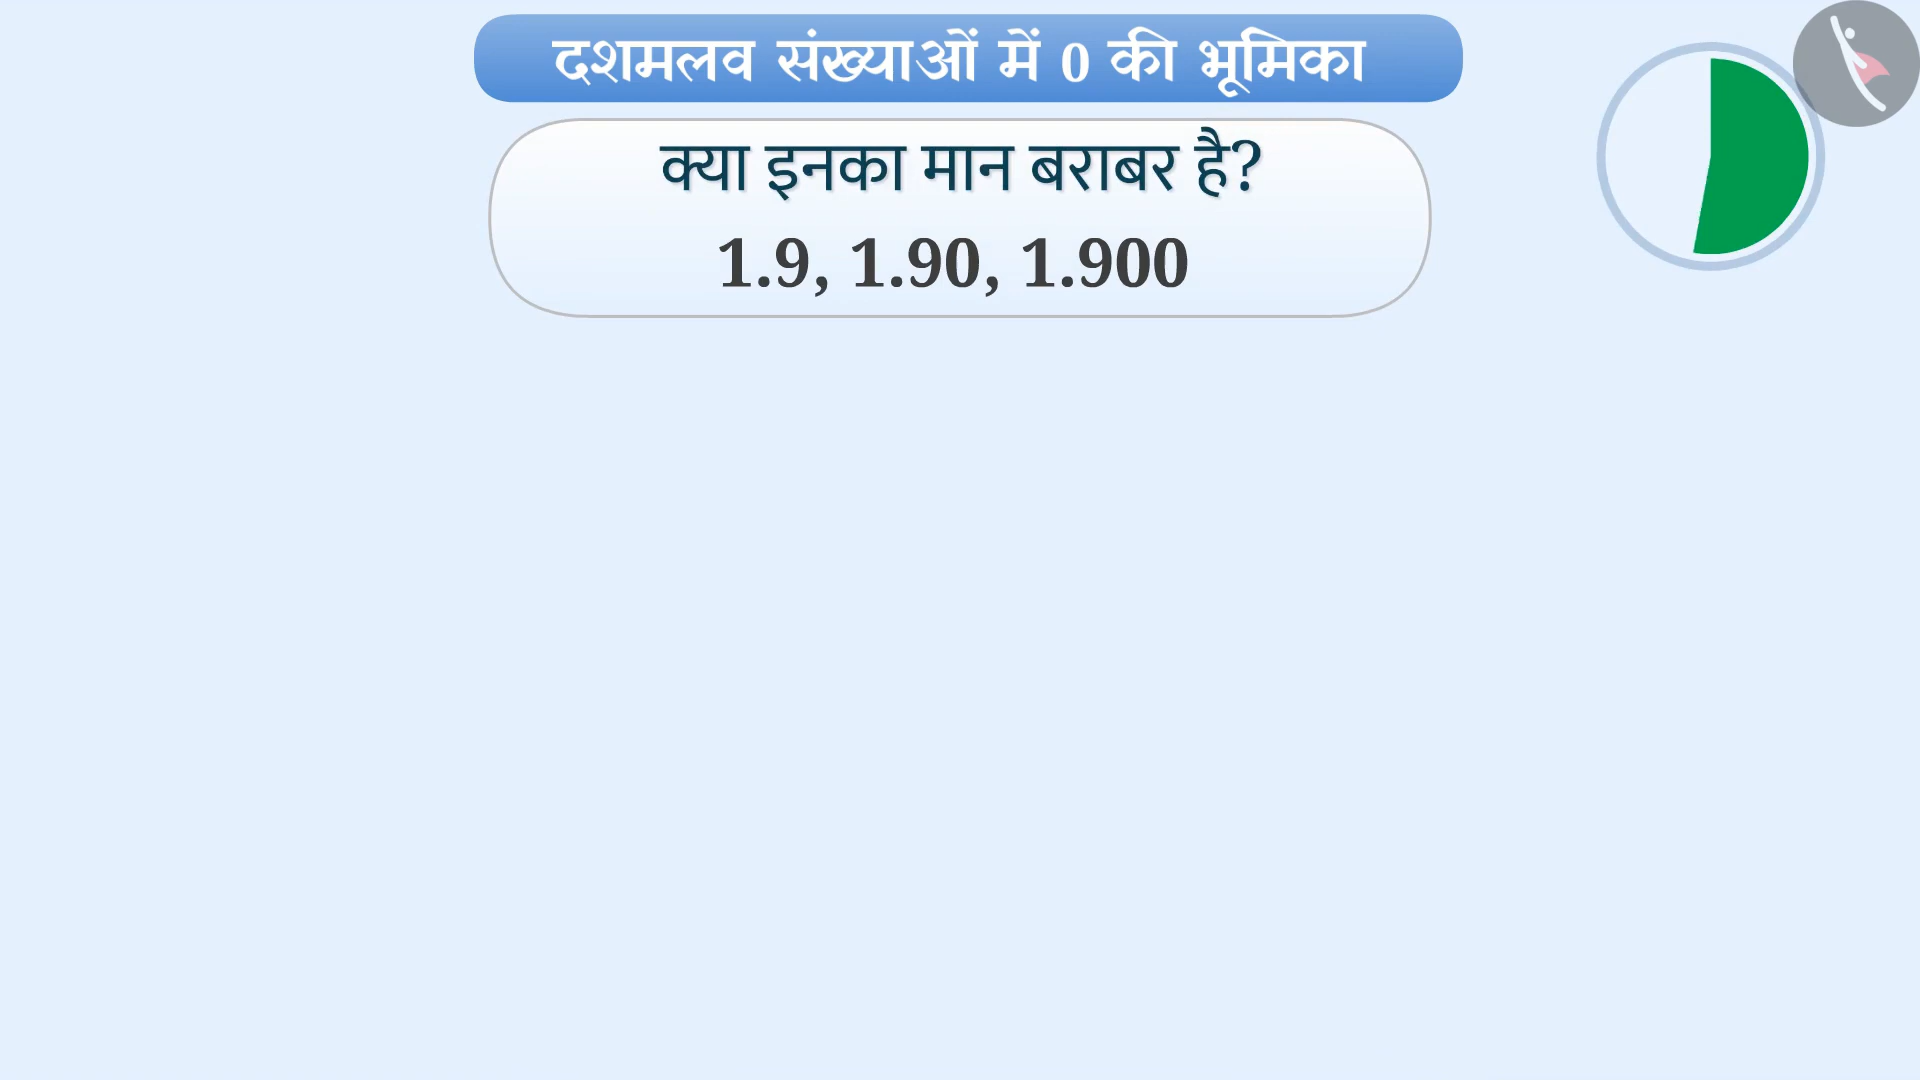 दशमलव संख्याओं में 0 की भूमिका
क्या इनका मान बराबर है?
1.9, 1.90, 1.900